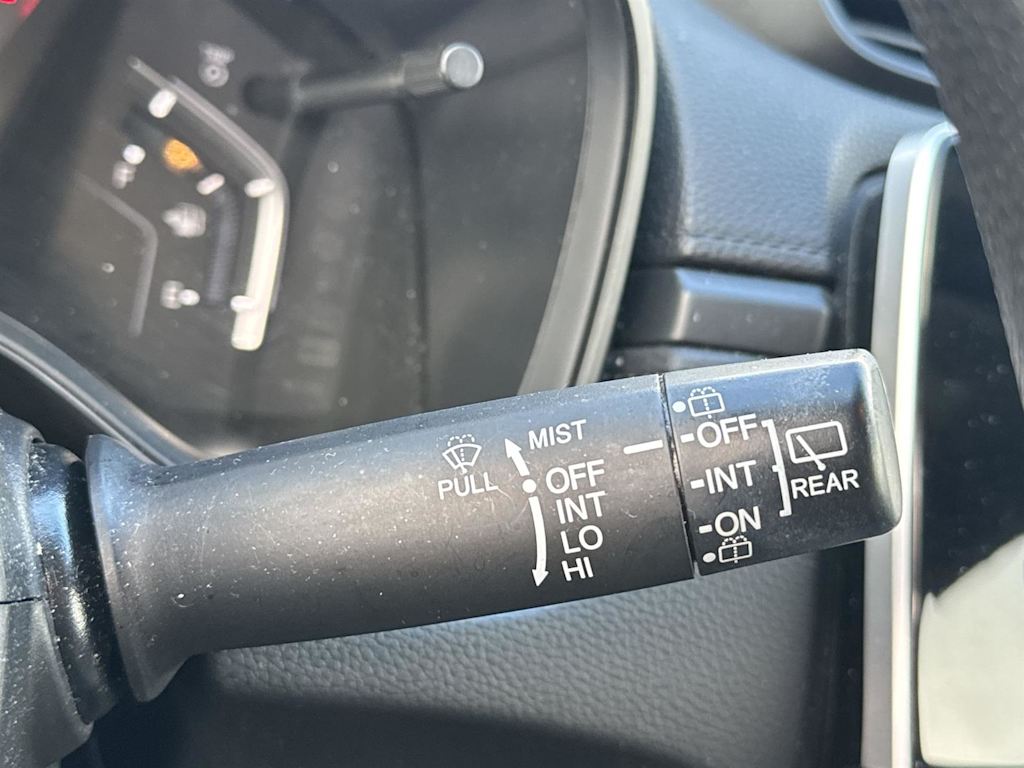 MIST
PULL
OFF
INT
LO
HI
OFF
INT
ON
REAR